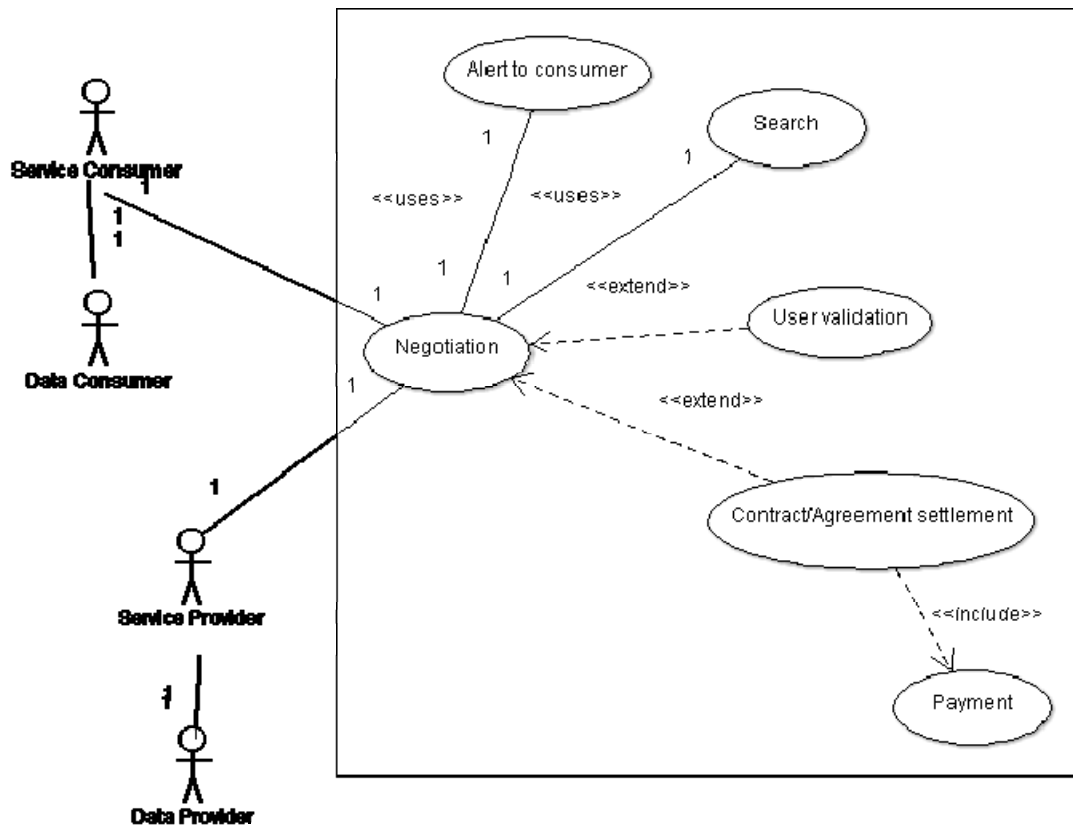 Alert to consumer
Search
1
1
Service Consumer
1
<<uses>>
<<uses>>
1
1
1
1
1
<<extend>>
User validation
Negotiation
Data Consumer
1
<<extend>>
1
Contract/Agreement settlement
Service Provider
<<include>>
1
Payment
Data Provider